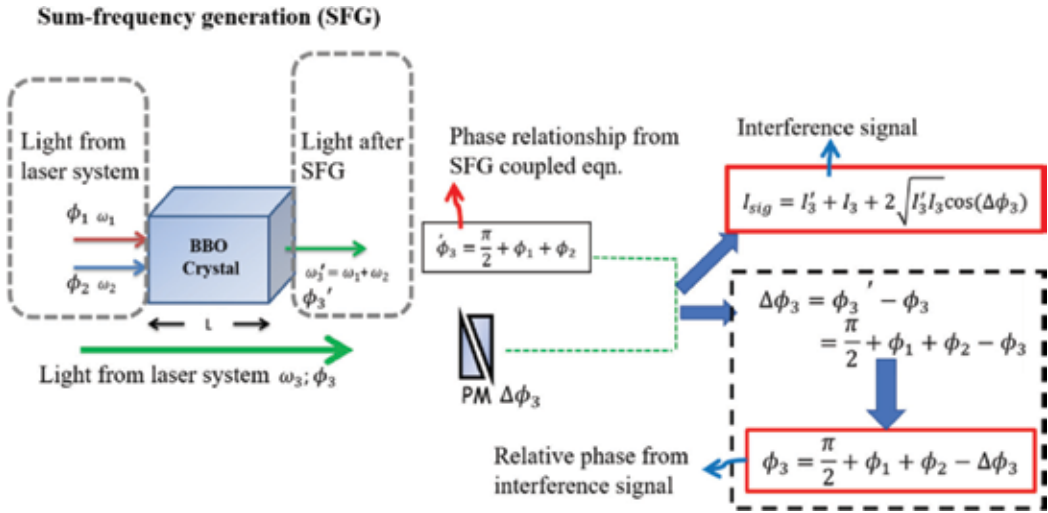 Sum-frequency generation (SFG)
Light from
laser system
ϕ₁ ω₁
ϕ₂ ω₂
BBO
Crystal
L
Light after
SFG
ω₃′= ω₁+ω₂
ϕ₃′
Light from laser system ω₃; ϕ₃
Phase relationship from
SFG coupled eqn.
ϕ́₃ = π/2 + ϕ₁ + ϕ₂
PM Δϕ₃
Interference signal
I_sig = I₃′ + I₃ + 2√(I₃′I₃)cos(Δϕ₃)
Δϕ₃ = ϕ₃′ − ϕ₃
= π/2 + ϕ₁ + ϕ₂ − ϕ₃
Relative phase from
interference signal
ϕ₃ = π/2 + ϕ₁ + ϕ₂ − Δϕ₃